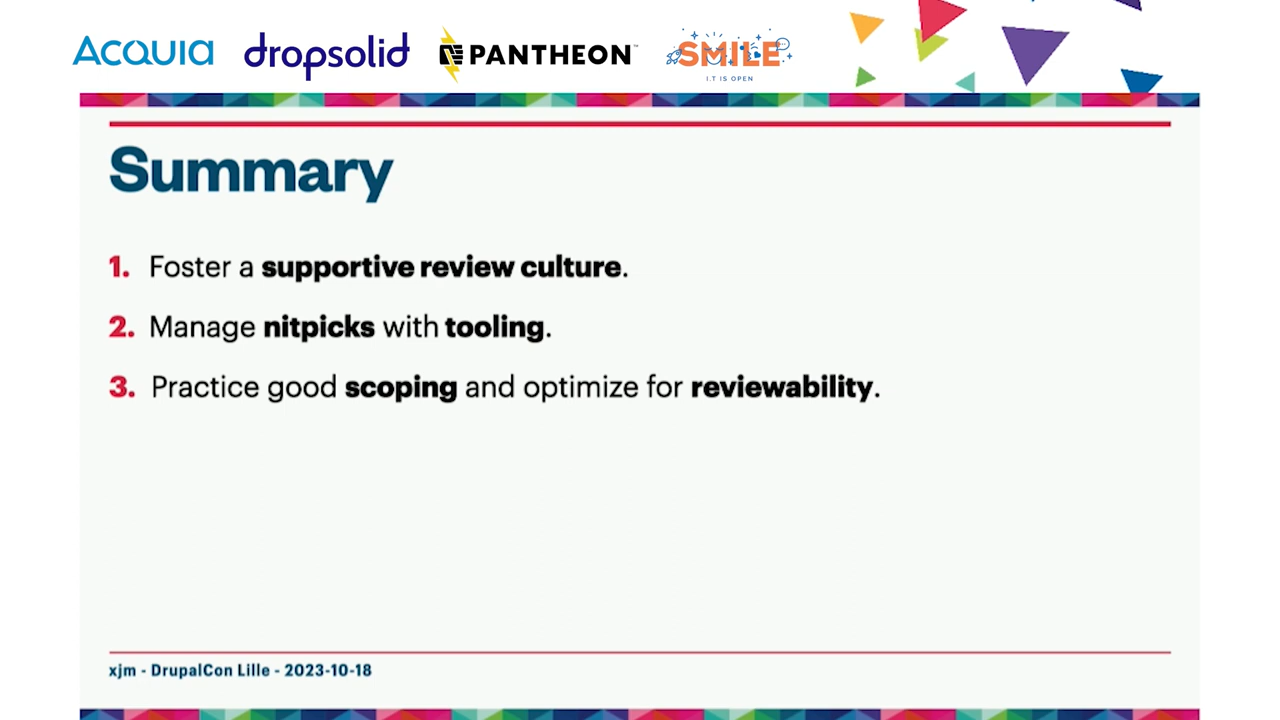 ACQUIA dropsolid PANTHEON™ SMILE
I.T IS OPEN
Summary
1. Foster a supportive review culture.
2. Manage nitpicks with tooling.
3. Practice good scoping and optimize for reviewability.
xjm - DrupalCon Lille - 2023-10-18